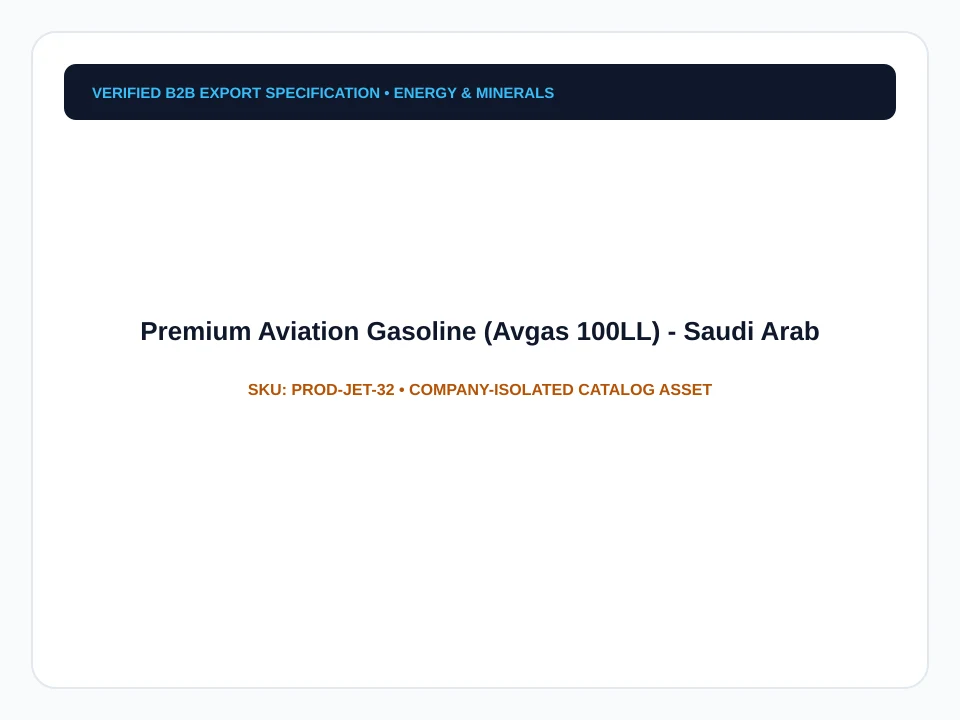 VERIFIED B2B EXPORT SPECIFICATION • ENERGY & MINERALS
Premium Aviation Gasoline (Avgas 100LL) - Saudi Arab
SKU: PROD-JET-32 • COMPANY-ISOLATED CATALOG ASSET